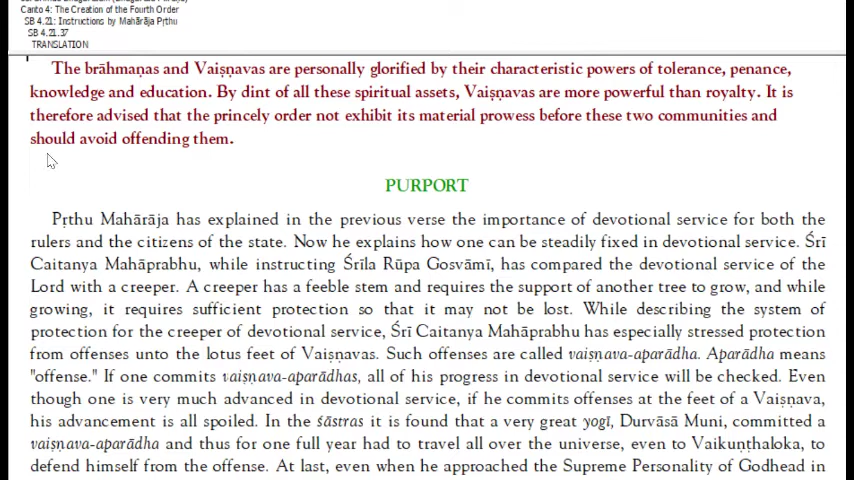 Canto 4: The Creation of the Fourth Order
SB 4.21: Instructions by Mahārāja Pṛthu
SB 4.21.37
TRANSLATION
The brāhmaṇas and Vaiṣṇavas are personally glorified by their characteristic powers of tolerance, penance,
knowledge and education. By dint of all these spiritual assets, Vaiṣṇavas are more powerful than royalty. It is
therefore advised that the princely order not exhibit its material prowess before these two communities and
should avoid offending them.
PURPORT
Pṛthu Mahārāja has explained in the previous verse the importance of devotional service for both the
rulers and the citizens of the state. Now he explains how one can be steadily fixed in devotional service. Śrī
Caitanya Mahāprabhu, while instructing Śrīla Rūpa Gosvāmī, has compared the devotional service of the
Lord with a creeper. A creeper has a feeble stem and requires the support of another tree to grow, and while
growing, it requires sufficient protection so that it may not be lost. While describing the system of
protection for the creeper of devotional service, Śrī Caitanya Mahāprabhu has especially stressed protection
from offenses unto the lotus feet of Vaiṣṇavas. Such offenses are called vaiṣṇava-aparādha. Aparādha means
"offense." If one commits vaiṣṇava-aparādhas, all of his progress in devotional service will be checked. Even
though one is very much advanced in devotional service, if he commits offenses at the feet of a Vaiṣṇava,
his advancement is all spoiled. In the śāstras it is found that a very great yogī, Durvāsā Muni, committed a
vaiṣṇava-aparādha and thus for one full year had to travel all over the universe, even to Vaikuṇṭhaloka, to
defend himself from the offense. At last, even when he approached the Supreme Personality of Godhead in